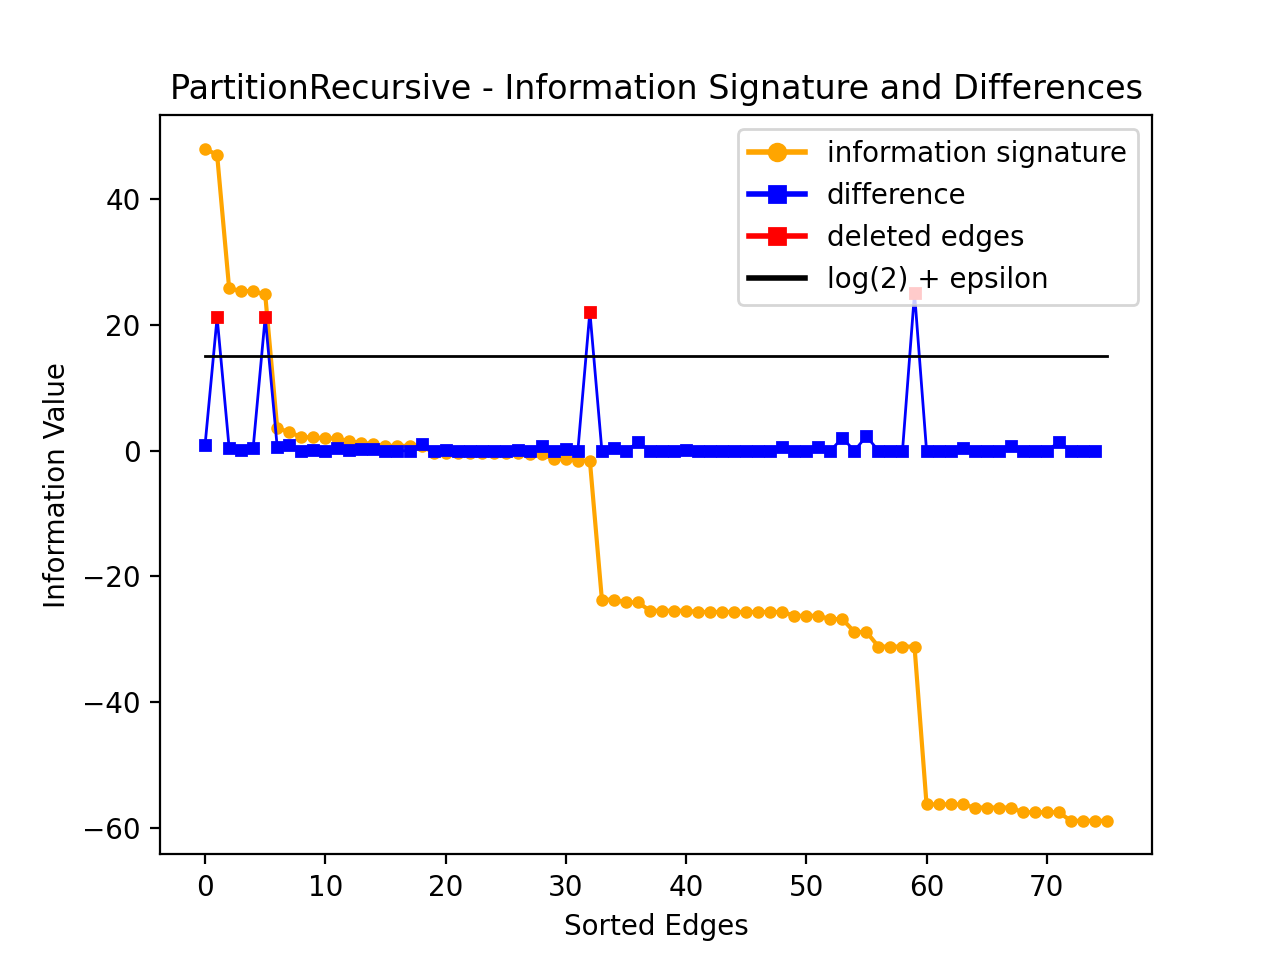 PartitionRecursive - Information Signature and Differences
information signature
difference
deleted edges
log(2) + epsilon
Information Value
40
20
0
−20
−40
−60
0 10 20 30 40 50 60 70
Sorted Edges